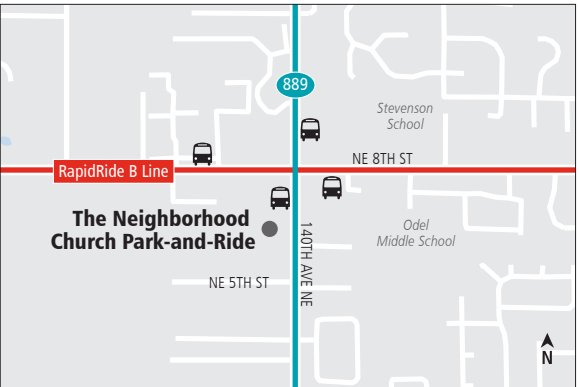 889
Stevenson
School
NE 8TH ST
RapidRide B Line
The Neighborhood
Church Park-and-Ride
140TH AVE NE
Odel
Middle School
NE 5TH ST
N